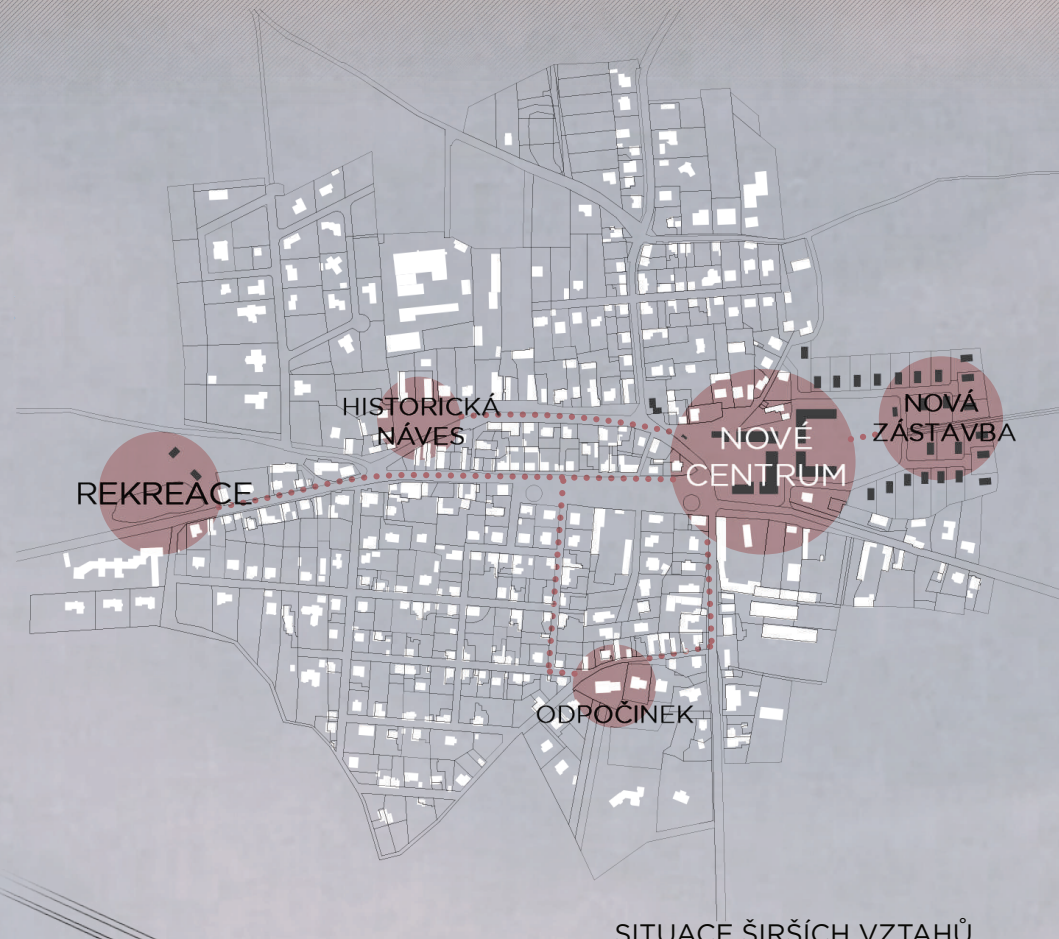 HISTORICKÁ
NÁVES
NOVÁ
ZÁSTAVBA
NOVÉ
CENTRUM
REKREACE
ODPOČINEK
SITUACE ŠIRŠÍCH VZTAHŮ